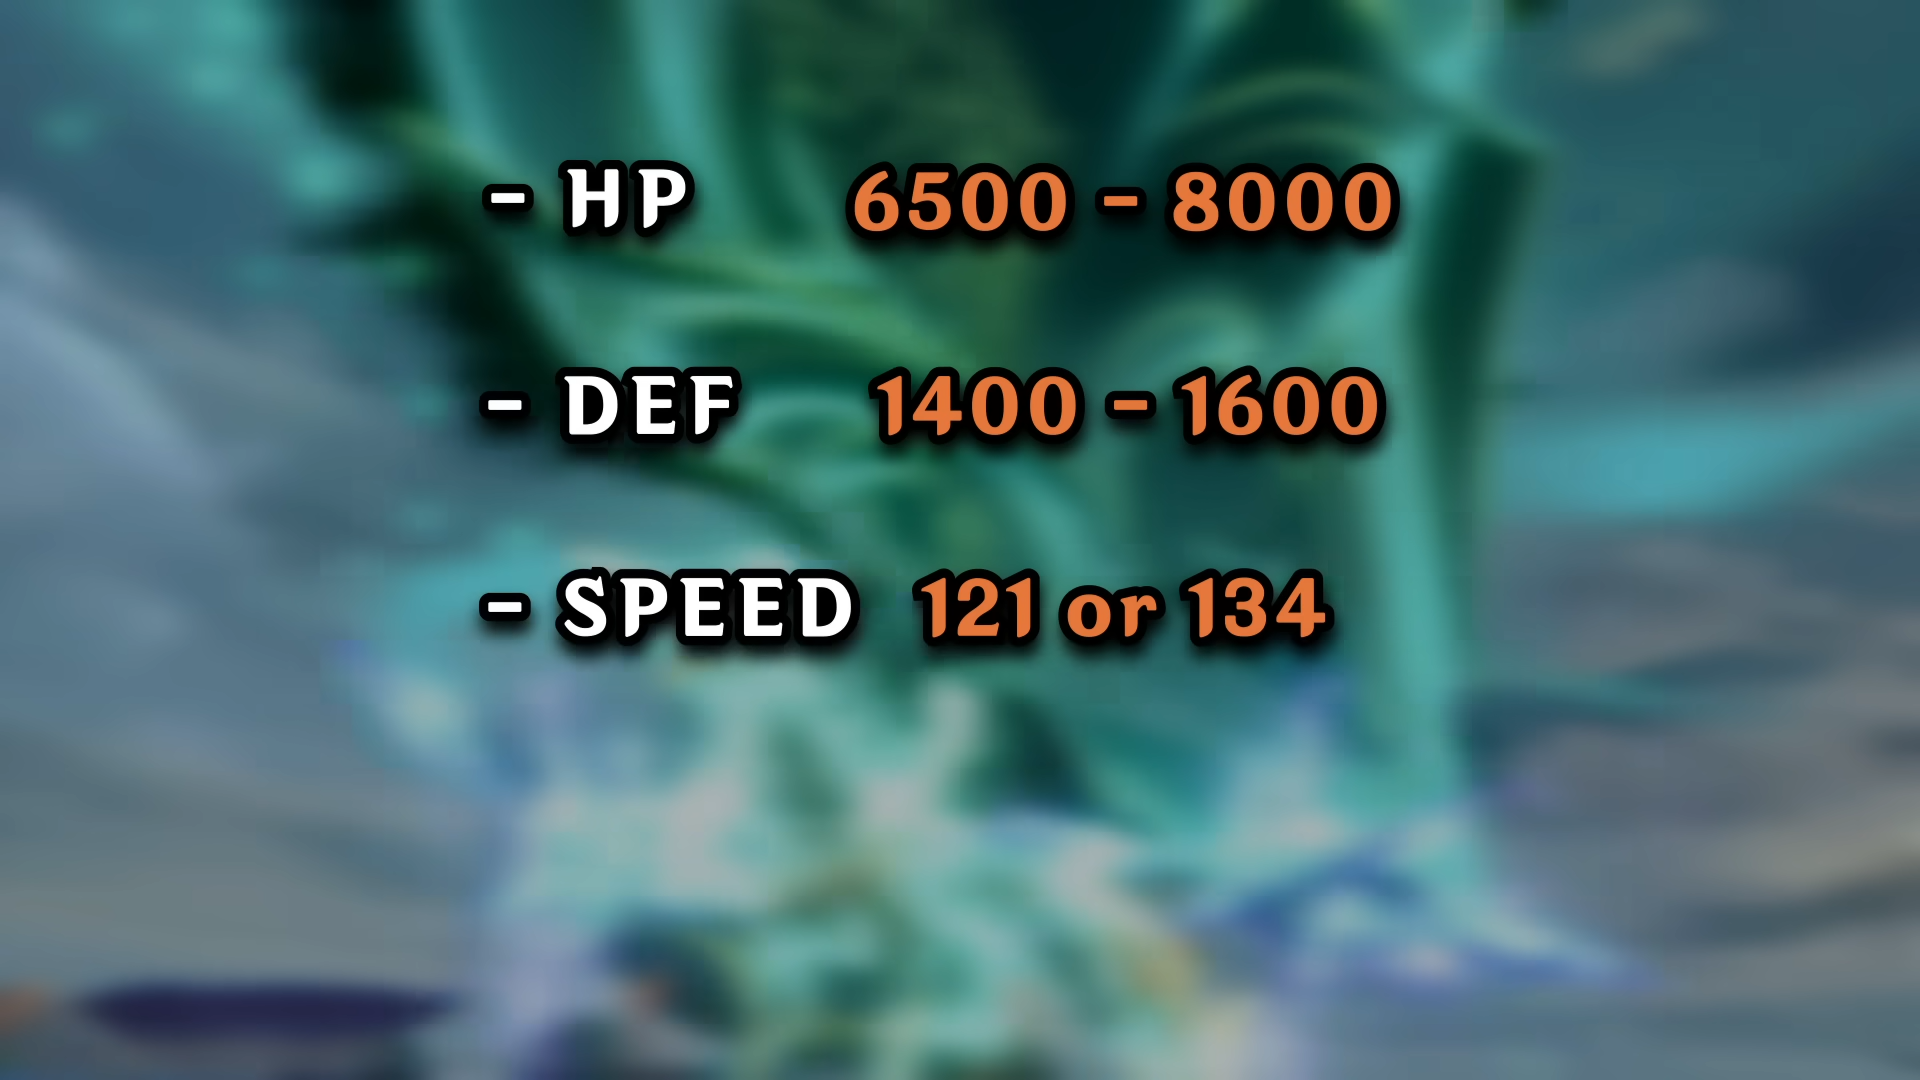 - HP 6500 - 8000
- DEF 1400 - 1600
- SPEED 121 or 134